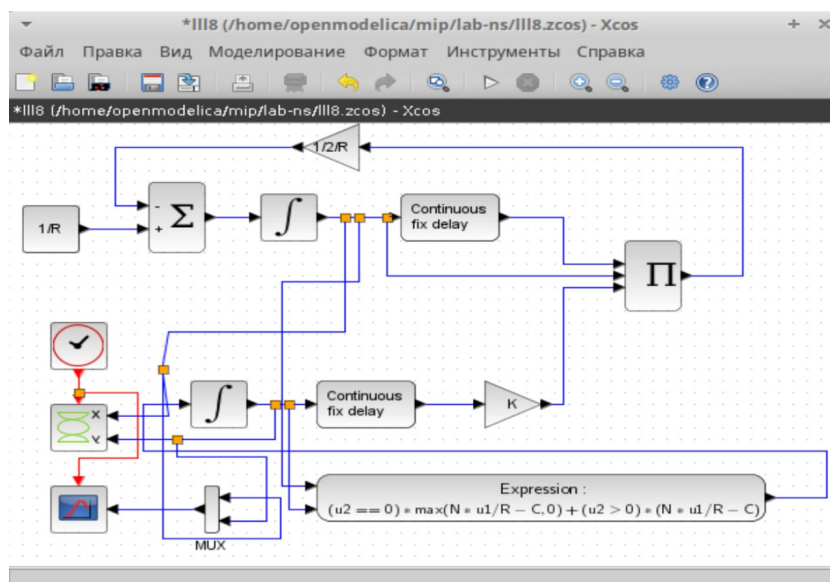 *lll8 (/home/openmodelica/mip/lab-ns/lll8.zcos) - Xcos
Файл Правка Вид Моделирование Формат Инструменты Справка
*lll8 (/home/openmodelica/mip/lab-ns/lll8.zcos) - Xcos
1/2/R
1/R
-
+
Σ
∫
Continuous
fix delay
Π
∫
Continuous
fix delay
K
X
Y
Expression :
(u2 == 0) * max(N * u1/R − C, 0) + (u2 > 0) * (N * u1/R − C)
MUX